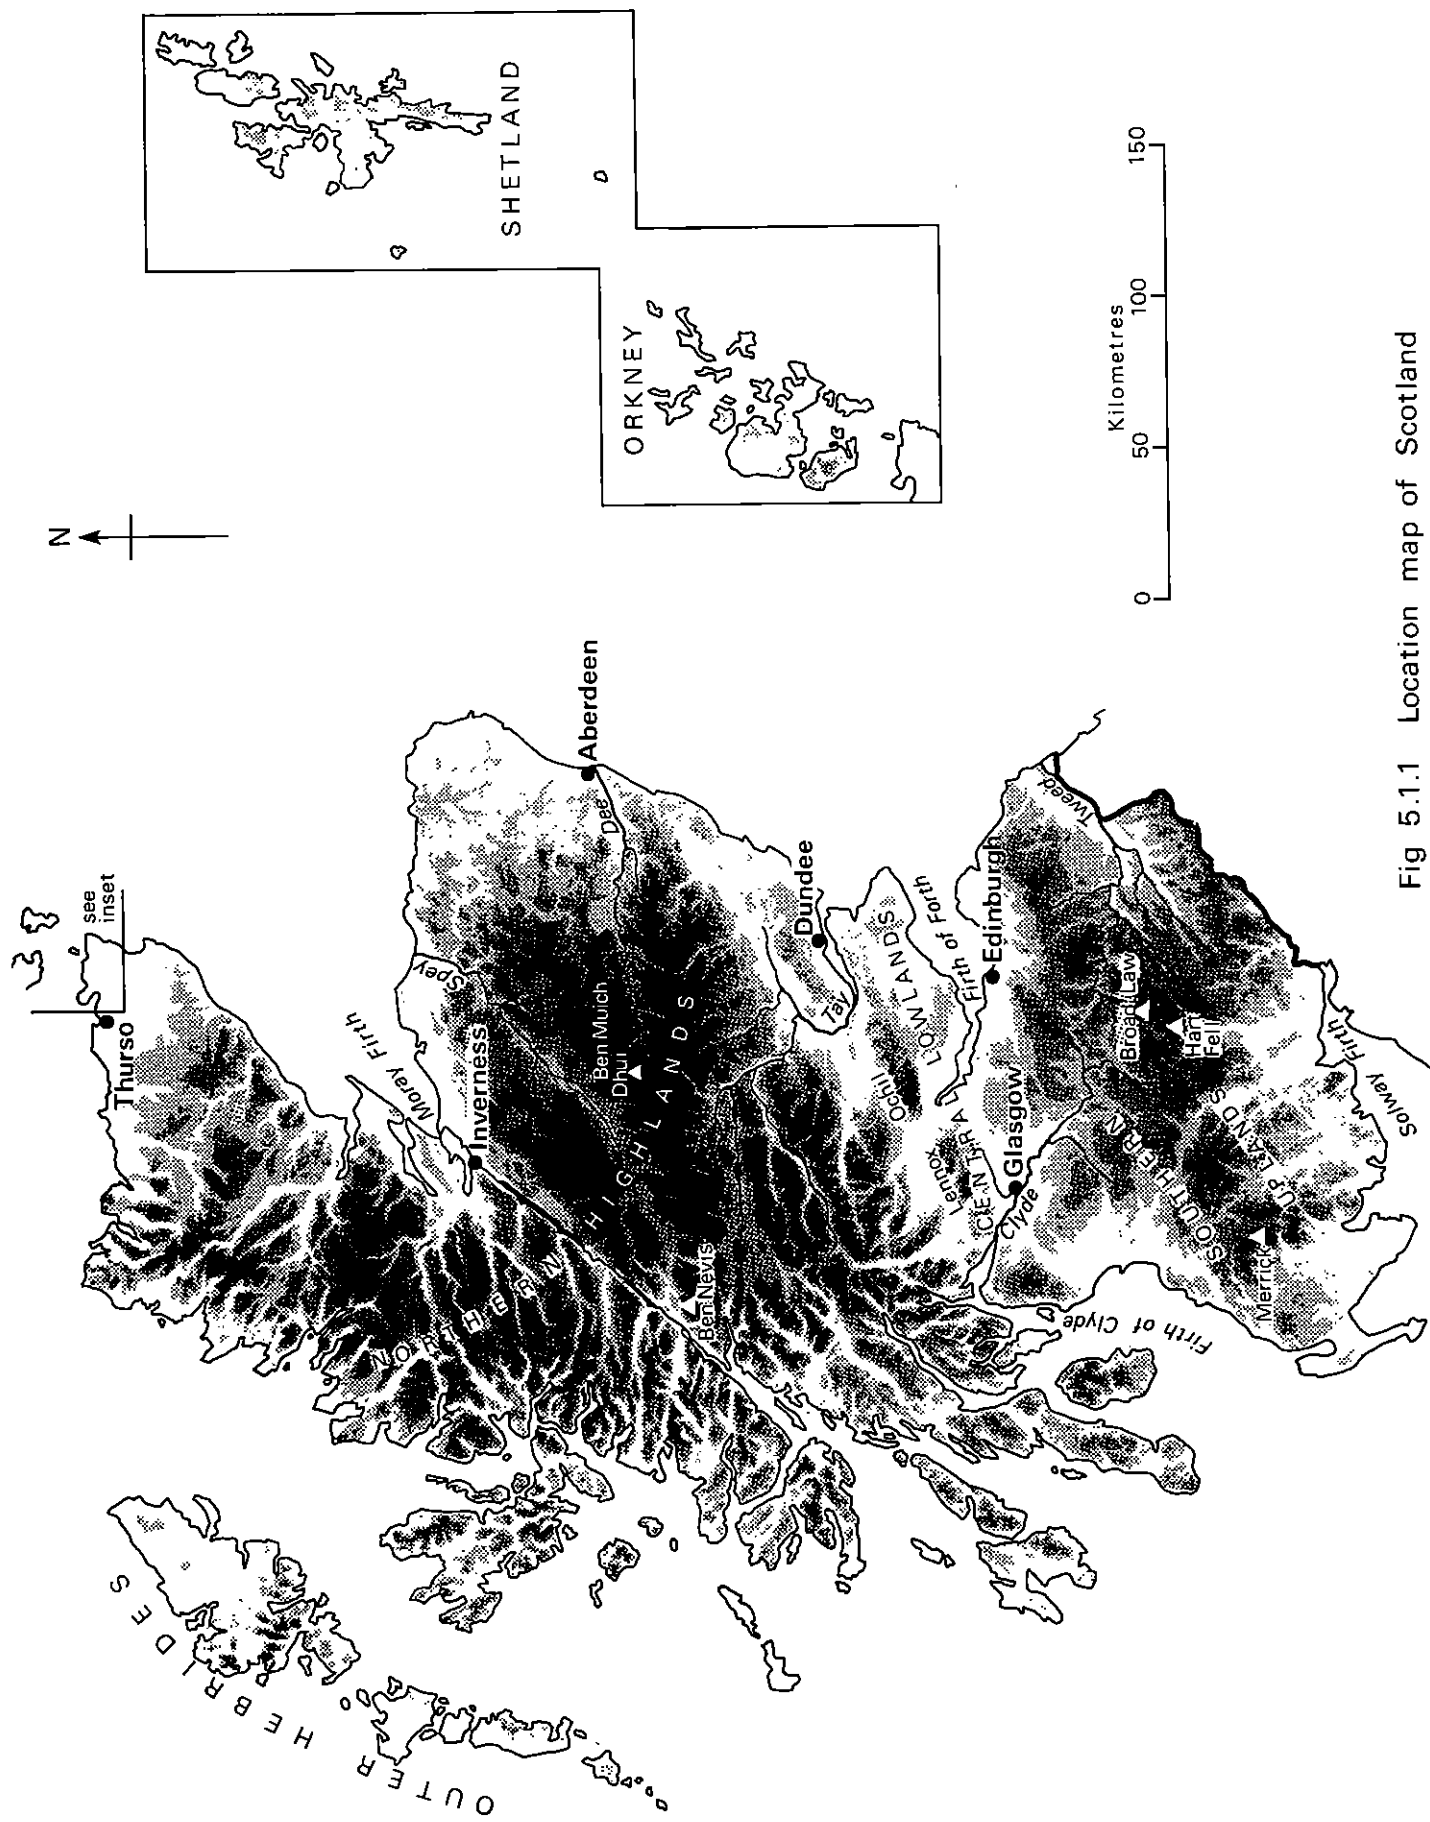 N
SHETLAND
ORKNEY
see
inset
Thurso
OUTER HEBRIDES
Moray Firth
Spey
Inverness
NORTHERN
HIGHLANDS
Aberdeen
Dee
Ben Muich
Dhui
Ben Nevis
Dundee
Tay
Ochil
Lennox
CENTRAL
LOWLANDS
Firth of Forth
Edinburgh
Glasgow
Clyde
Firth of Clyde
Tweed
Broad Law
Hart
Fell
SOUTHERN
UPLANDS
Merrick
Solway Firth
Kilometres
0 50 100 150
Fig 5.1.1 Location map of Scotland